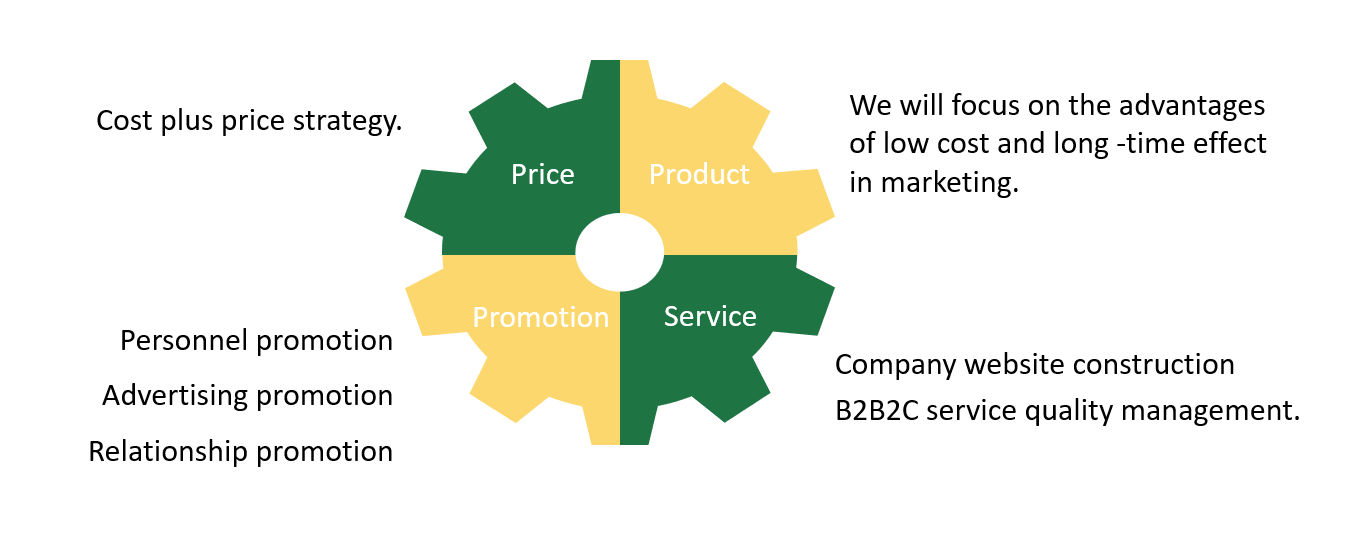 Cost plus price strategy.
Price
Product
We will focus on the advantages
of low cost and long -time effect
in marketing.
Promotion
Service
Personnel promotion
Advertising promotion
Relationship promotion
Company website construction
B2B2C service quality management.